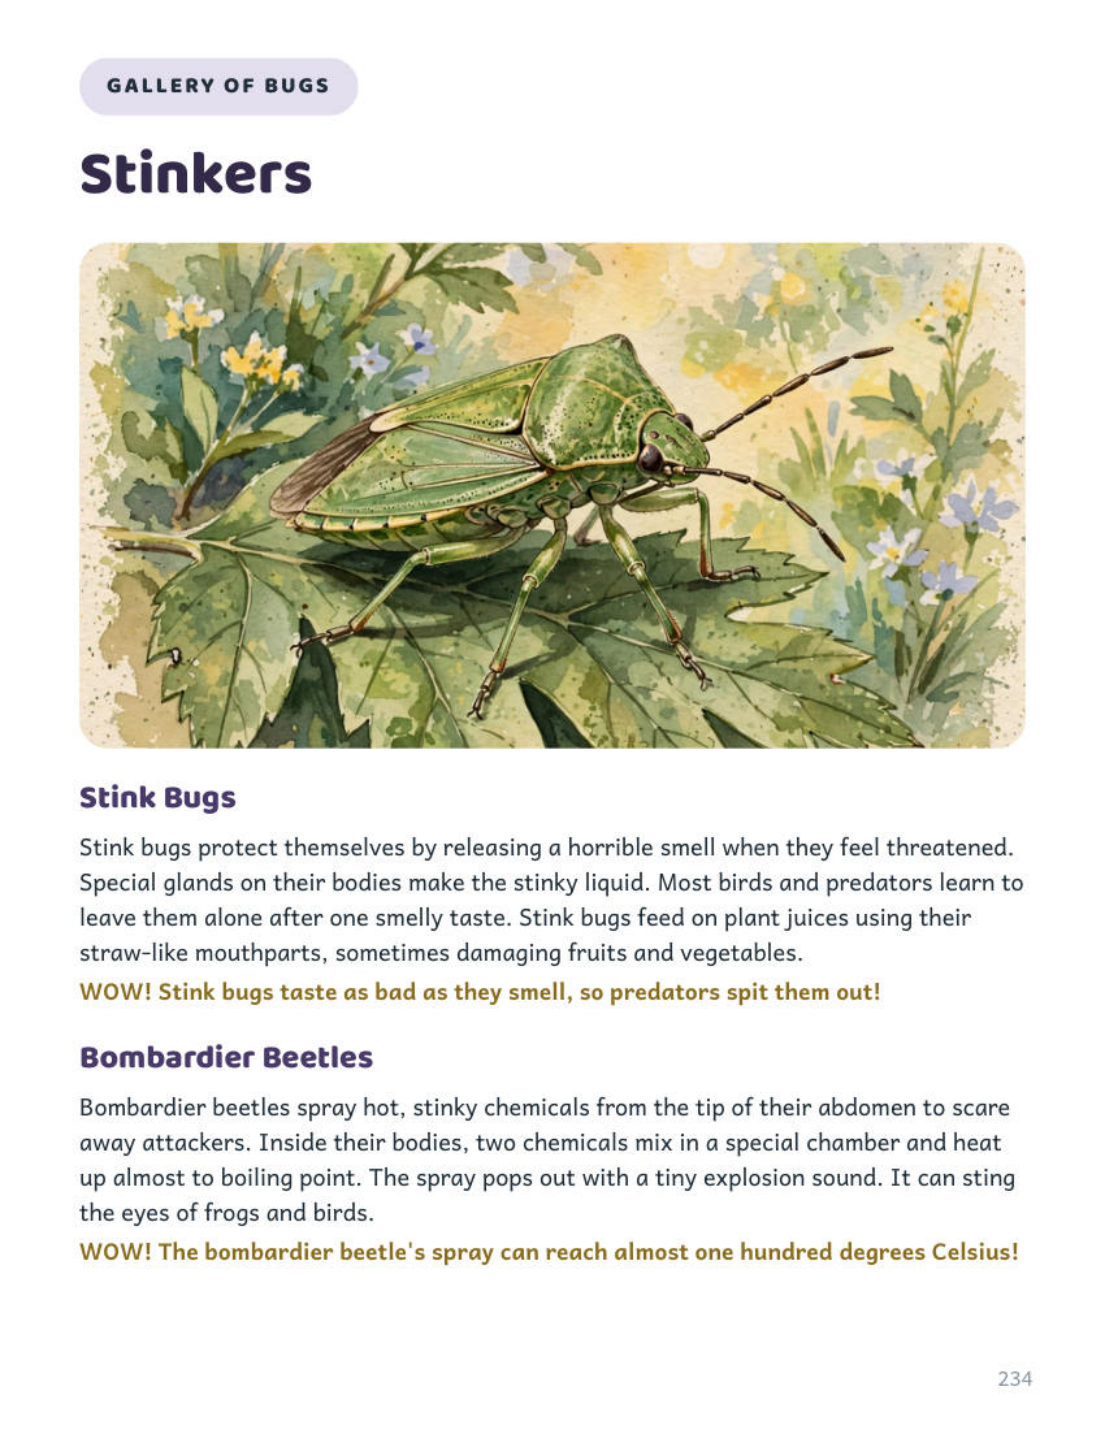 GALLERY OF BUGS
Stinkers
Stink Bugs
Stink bugs protect themselves by releasing a horrible smell when they feel threatened.
Special glands on their bodies make the stinky liquid. Most birds and predators learn to
leave them alone after one smelly taste. Stink bugs feed on plant juices using their
straw-like mouthparts, sometimes damaging fruits and vegetables.
WOW! Stink bugs taste as bad as they smell, so predators spit them out!
Bombardier Beetles
Bombardier beetles spray hot, stinky chemicals from the tip of their abdomen to scare
away attackers. Inside their bodies, two chemicals mix in a special chamber and heat
up almost to boiling point. The spray pops out with a tiny explosion sound. It can sting
the eyes of frogs and birds.
WOW! The bombardier beetle's spray can reach almost one hundred degrees Celsius!
234